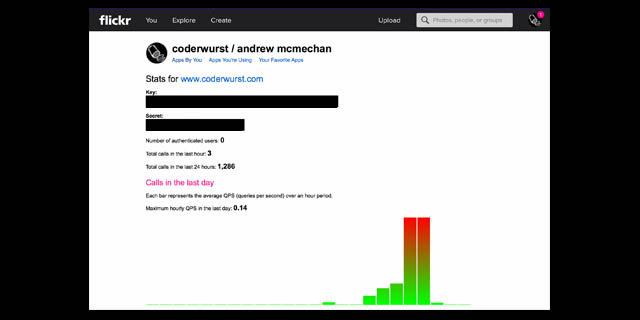 flickr You Explore Create Upload Photos, people, or groups 1
coderwurst / andrew mcmechan
Apps By You Apps You're Using Your Favorite Apps
Stats for www.coderwurst.com
Key:
Secret:
Number of authenticated users: 0
Total calls in the last hour: 3
Total calls in the last 24 hours: 1,286
Calls in the last day
Each bar represents the average QPS (queries per second) over an hour period.
Maximum hourly QPS in the last day: 0.14